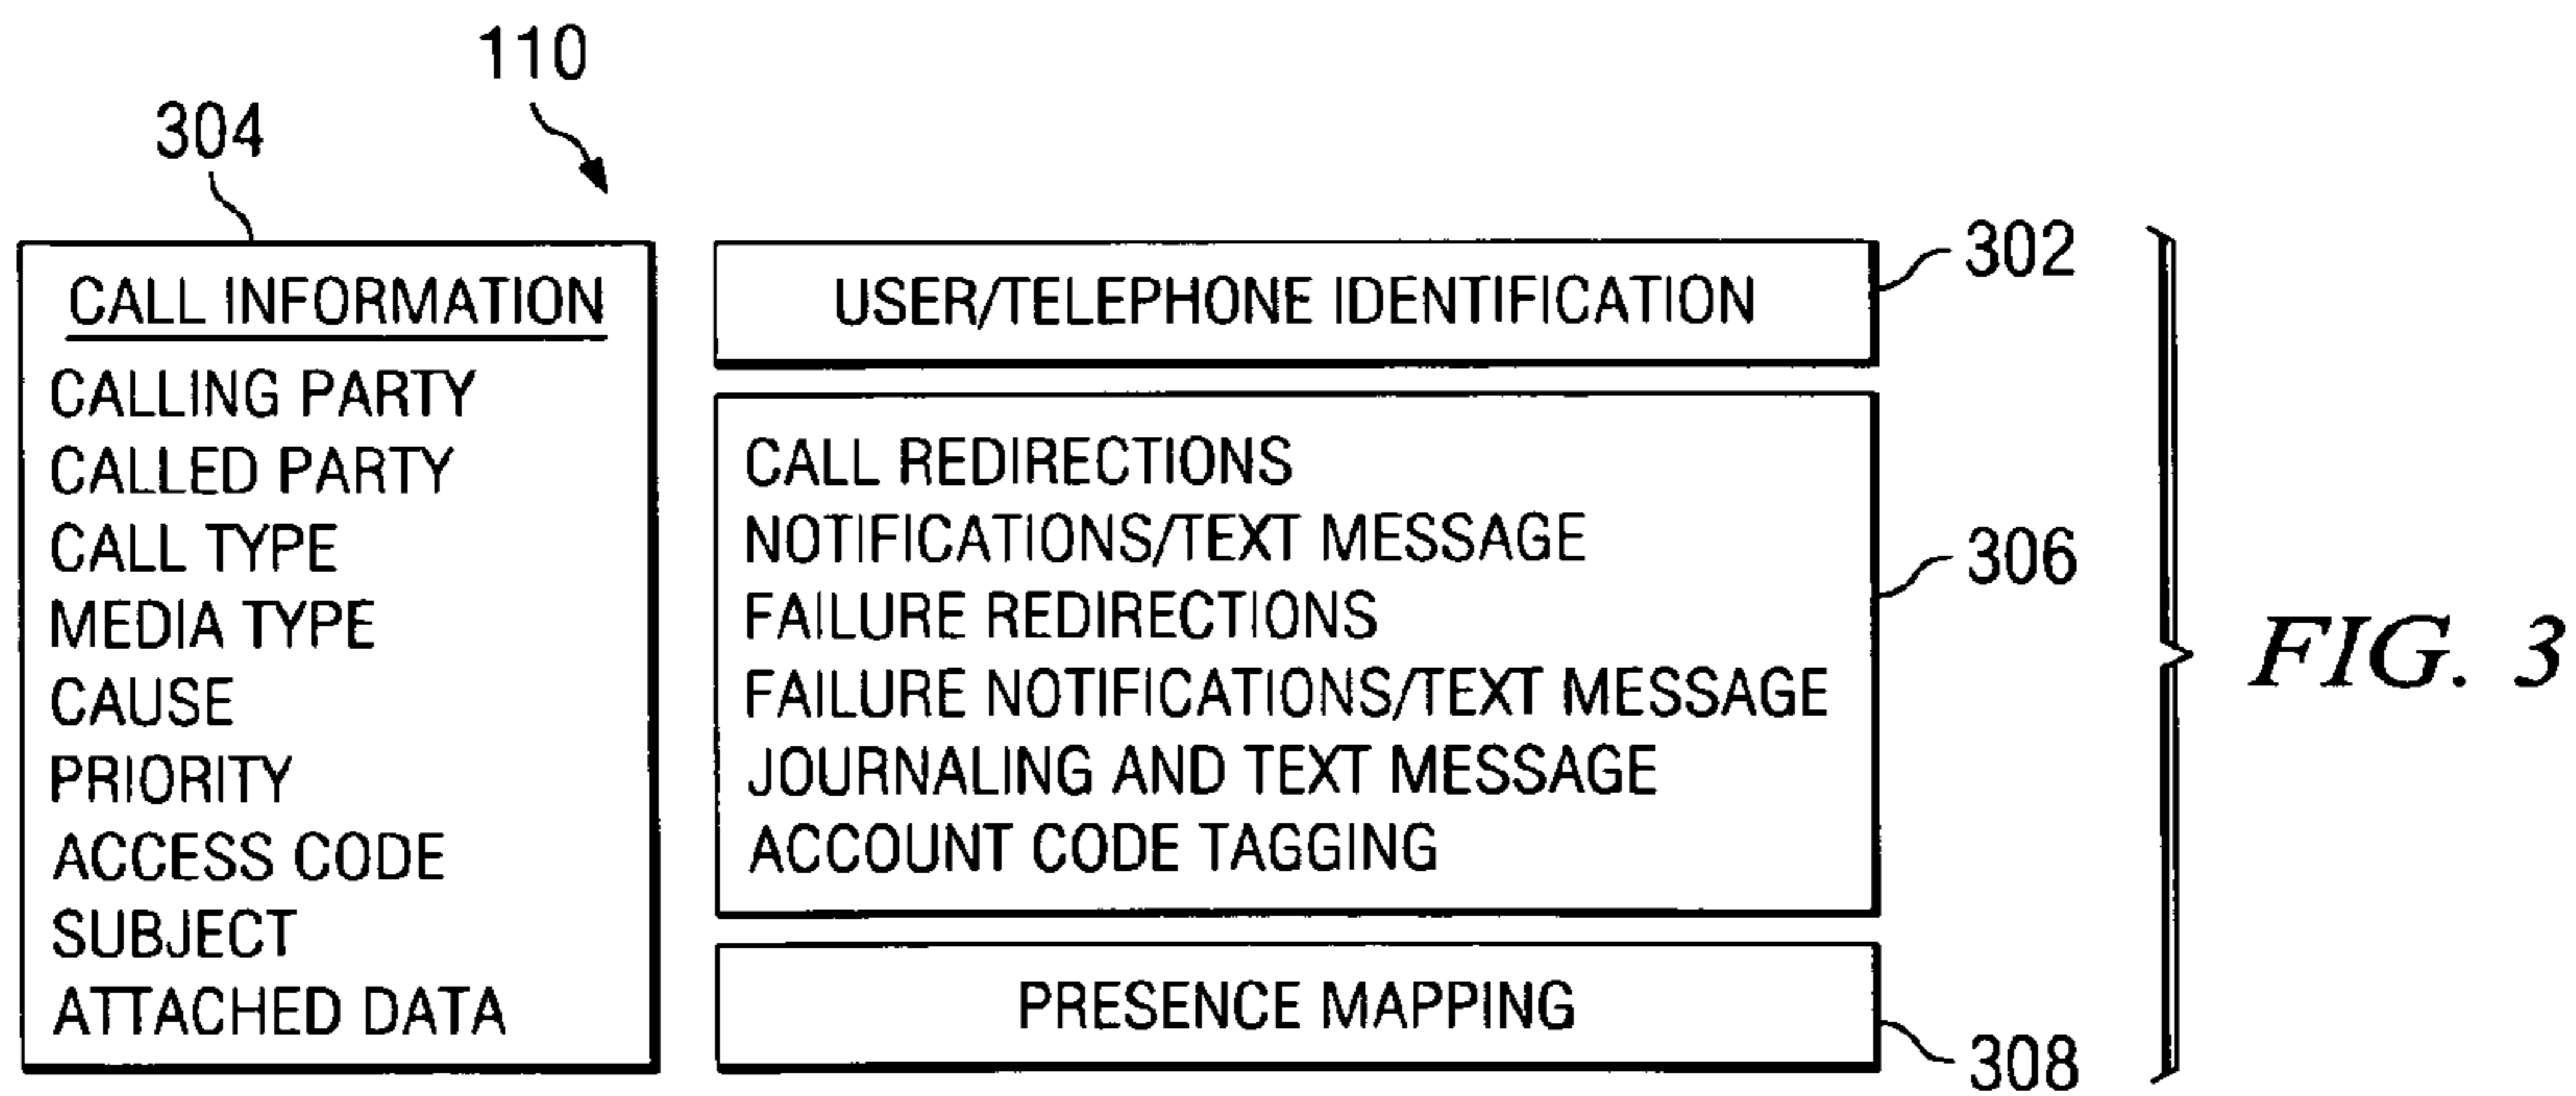 110
304
CALL INFORMATION
CALLING PARTY
CALLED PARTY
CALL TYPE
MEDIA TYPE
CAUSE
PRIORITY
ACCESS CODE
SUBJECT
ATTACHED DATA
USER/TELEPHONE IDENTIFICATION
302
CALL REDIRECTIONS
NOTIFICATIONS/TEXT MESSAGE
FAILURE REDIRECTIONS
FAILURE NOTIFICATIONS/TEXT MESSAGE
JOURNALING AND TEXT MESSAGE
ACCOUNT CODE TAGGING
306
PRESENCE MAPPING
308
FIG. 3